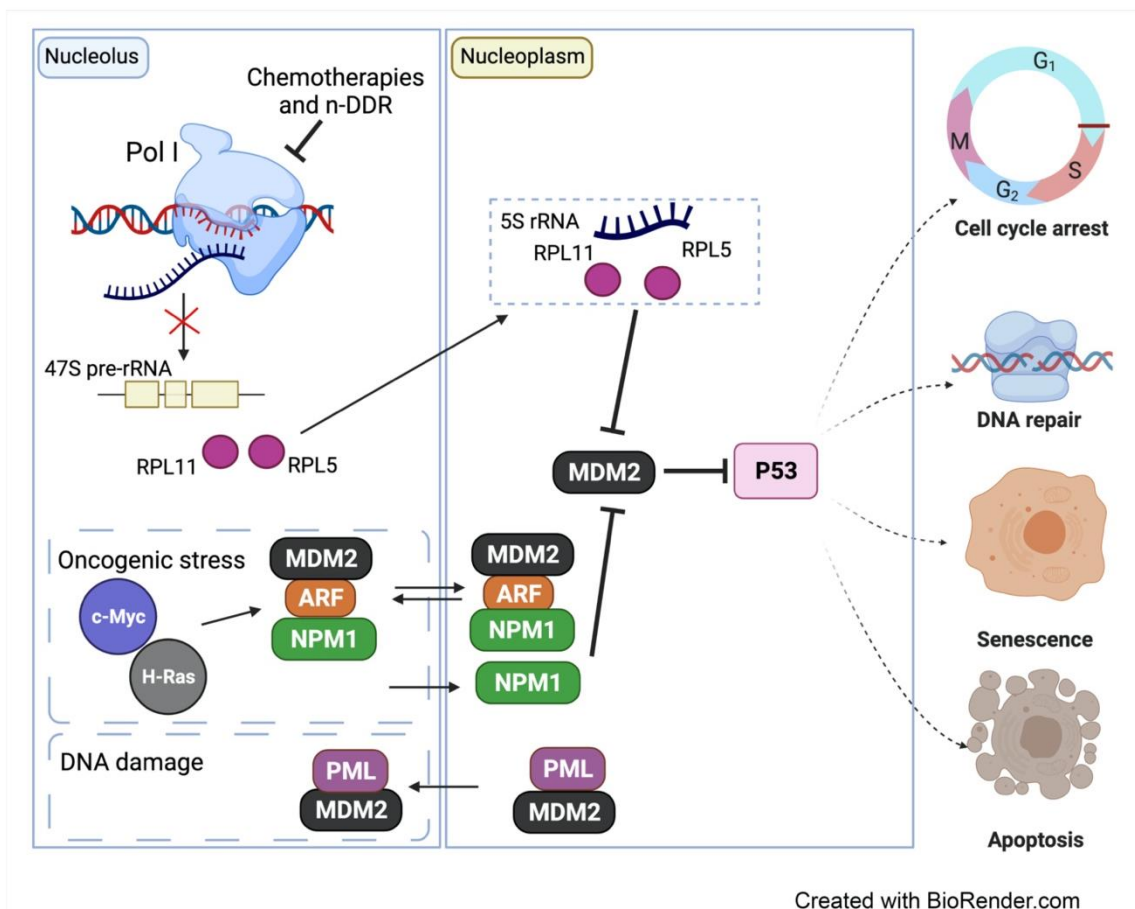 Nucleolus
Nucleoplasm
Chemotherapies
and n-DDR
Pol I
47S pre-rRNA
RPL11
RPL5
5S rRNA
RPL11
RPL5
MDM2
P53
Oncogenic stress
c-Myc
H-Ras
MDM2
ARF
NPM1
MDM2
ARF
NPM1
NPM1
DNA damage
PML
MDM2
PML
MDM2
G₁
M
S
G₂
Cell cycle arrest
DNA repair
Senescence
Apoptosis
Created with BioRender.com